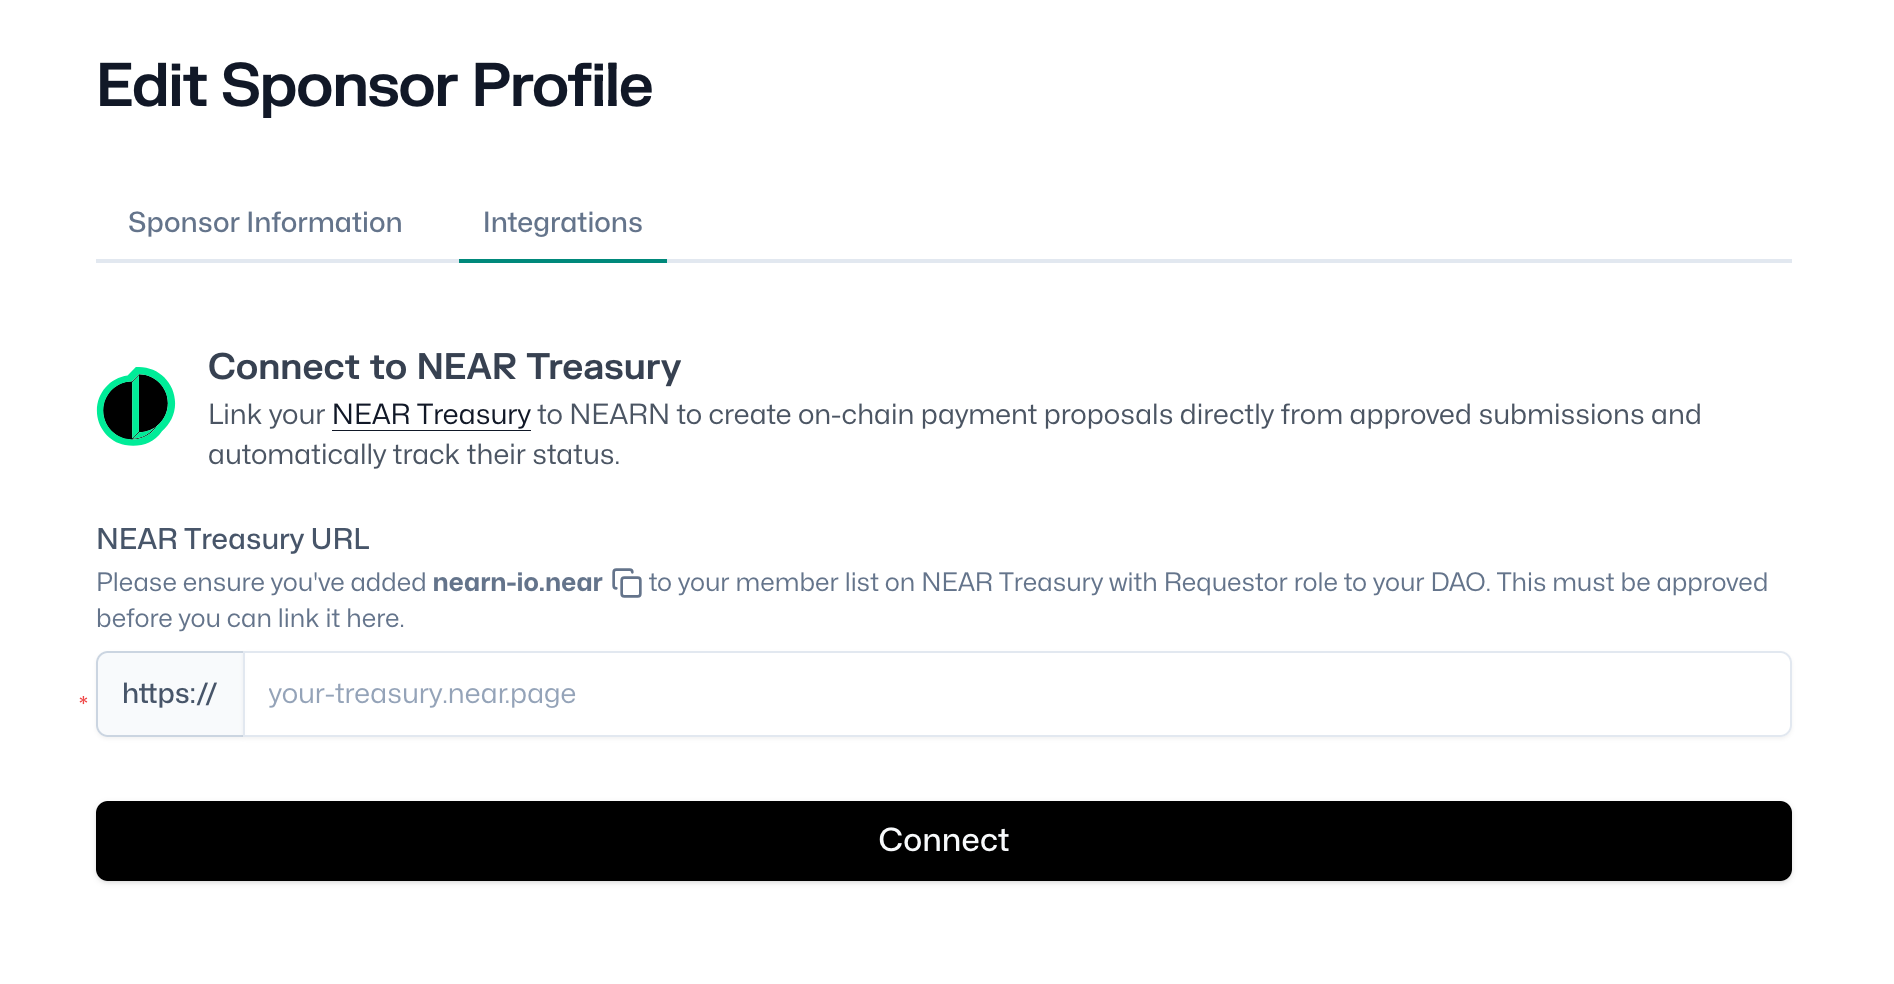 Edit Sponsor Profile
Sponsor Information
Integrations
Connect to NEAR Treasury
Link your NEAR Treasury to NEARN to create on-chain payment proposals directly from approved submissions and
automatically track their status.
NEAR Treasury URL
Please ensure you've added nearn-io.near to your member list on NEAR Treasury with Requestor role to your DAO. This must be approved
before you can link it here.
* https:// your-treasury.near.page
Connect